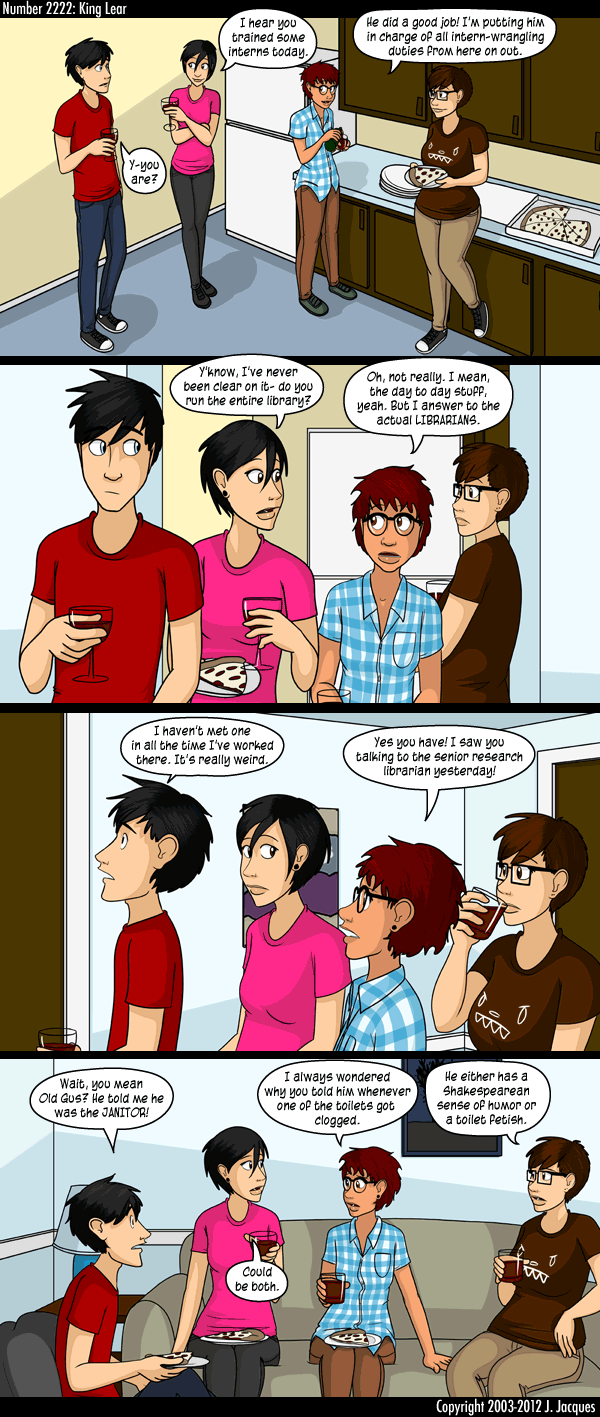 Number 2222: King Lear
I hear you
trained some
interns today.
He did a good job! I'm putting him
in charge of all intern-wrangling
duties from here on out.
Y-you
are?
Y'know, I've never
been clear on it- do you
run the entire library?
Oh, not really. I mean,
the day to day stuff,
yeah. But I answer to the
actual LIBRARIANS.
I haven't met one
in all the time I've worked
there. It's really weird.
Yes you have! I saw you
talking to the senior research
librarian yesterday!
Wait, you mean
Old Gus? He told me he
was the JANITOR!
I always wondered
why you told him whenever
one of the toilets got
clogged.
He either has a
Shakespearean
sense of humor or
a toilet fetish.
Could
be both.
Copyright 2003-2012 J. Jacques